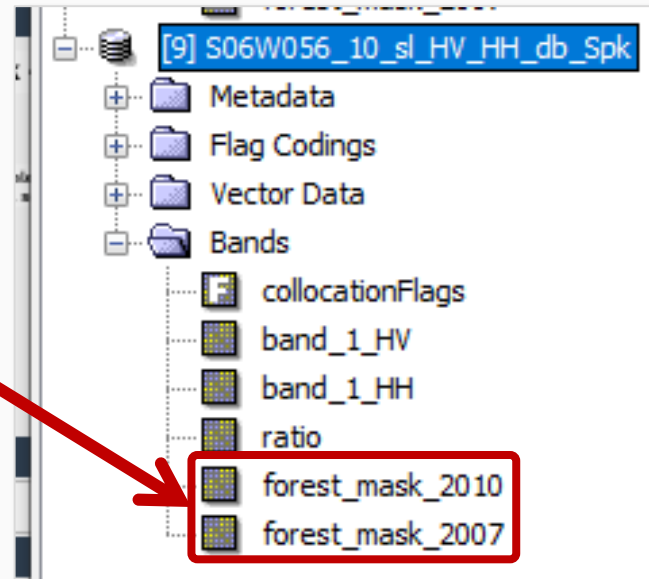 [9] S06W056_10_sl_HV_HH_db_Spk
Metadata
Flag Codings
Vector Data
Bands
collocationFlags
band_1_HV
band_1_HH
ratio
forest_mask_2010
forest_mask_2007